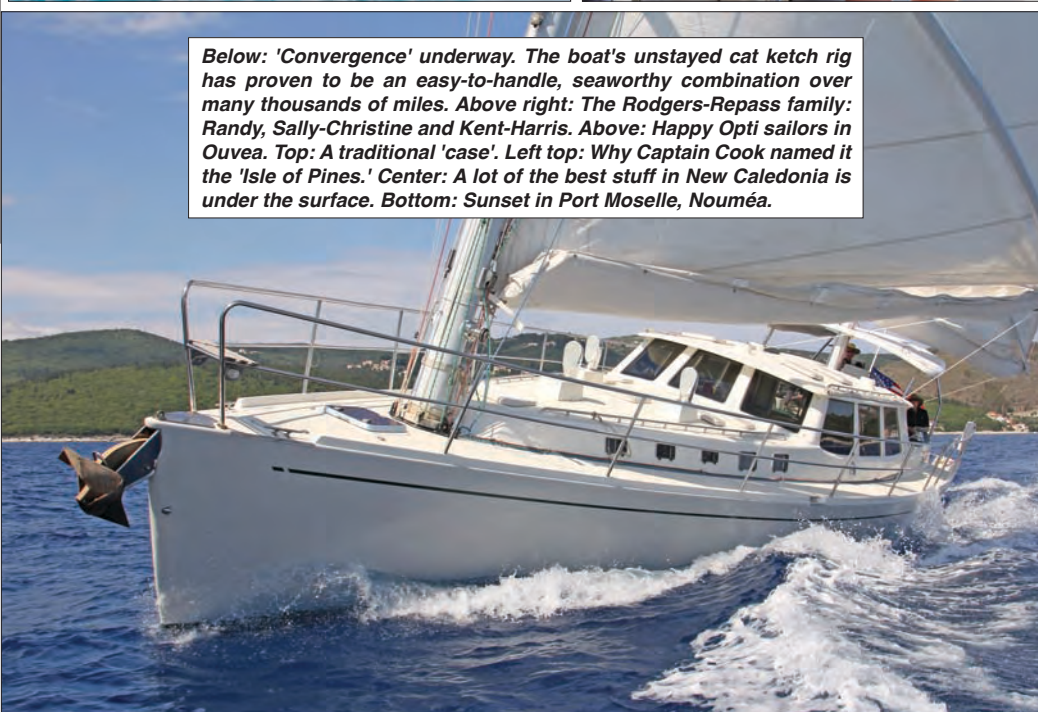 Below: 'Convergence' underway. The boat's unstayed cat ketch rig
has proven to be an easy-to-handle, seaworthy combination over
many thousands of miles. Above right: The Rodgers-Repass family:
Randy, Sally-Christine and Kent-Harris. Above: Happy Opti sailors in
Ouvea. Top: A traditional 'case'. Left top: Why Captain Cook named it
the 'Isle of Pines.' Center: A lot of the best stuff in New Caledonia is
under the surface. Bottom: Sunset in Port Moselle, Nouméa.